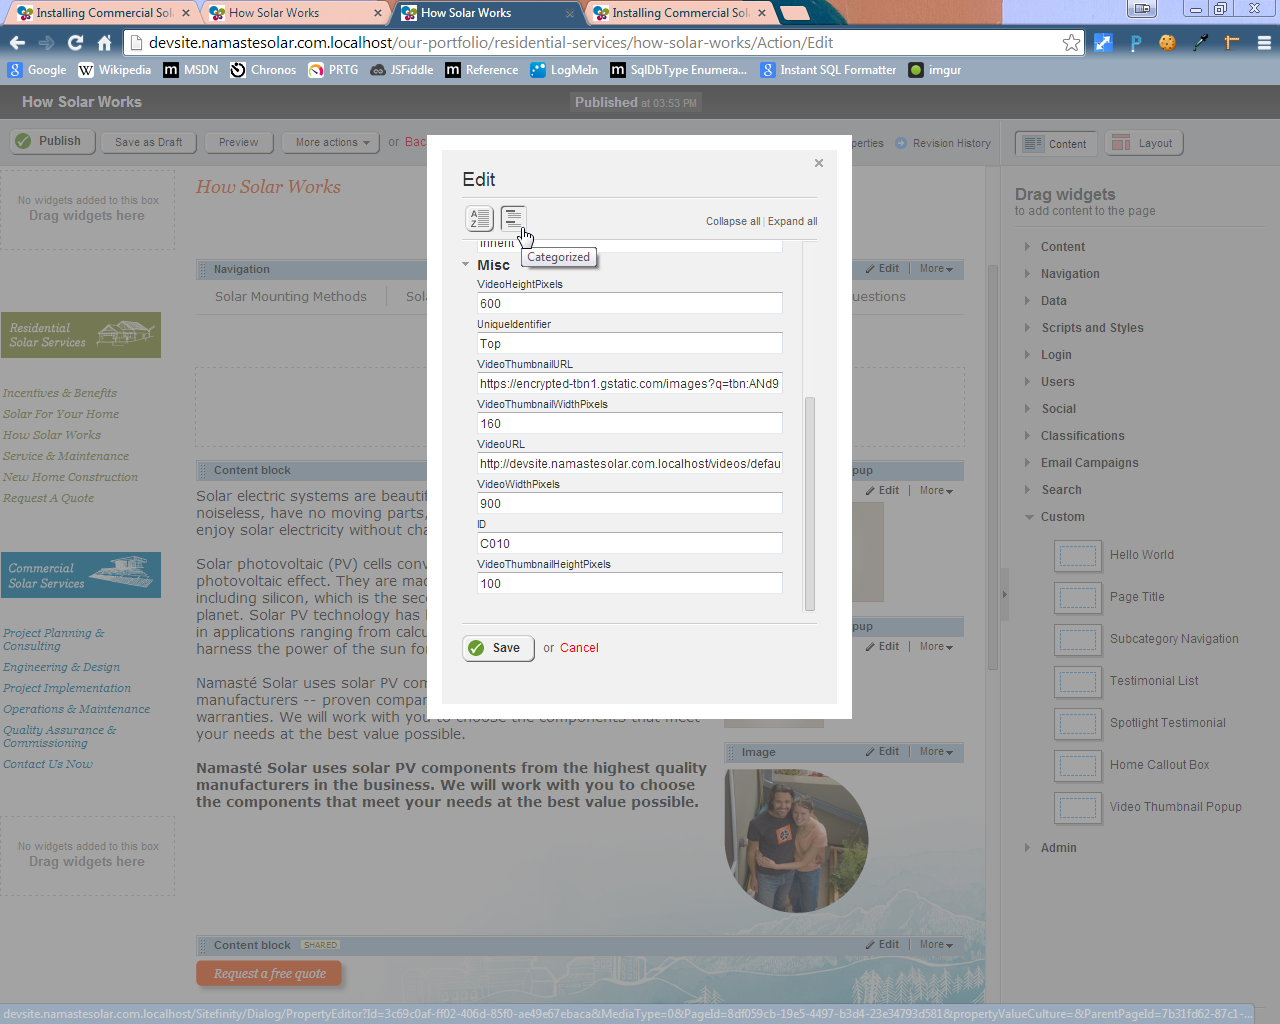 Installing Commercial Sol
How Solar Works
How Solar Works
Installing Commercial Sol
devsite.namastesolar.com.localhost/our-portfolio/residential-services/how-solar-works/Action/Edit
Google
Wikipedia
MSDN
Chronos
PRTG
JSFiddle
Reference
LogMeIn
SqlDbType Enumera...
Instant SQL Formatter
imgur
How Solar Works
Published at 03:53 PM
Publish
Save as Draft
Preview
More actions
or Bac
perties
Revision History
Content
Layout
No widgets added to this box
Drag widgets here
How Solar Works
Navigation
Edit | More
Solar Mounting Methods
Sol
uestions
Residential
Solar Services
Incentives & Benefits
Solar For Your Home
How Solar Works
Service & Maintenance
New Home Construction
Request A Quote
Commercial
Solar Services
Project Planning &
Consulting
Engineering & Design
Project Implementation
Operations & Maintenance
Quality Assurance &
Commissioning
Contact Us Now
No widgets added to this box
Drag widgets here
Content block
Solar electric systems are beauti
noiseless, have no moving parts,
enjoy solar electricity without cha
Solar photovoltaic (PV) cells conv
photovoltaic effect. They are mad
including silicon, which is the sec
planet. Solar PV technology has
in applications ranging from calcu
harness the power of the sun for
Namasté Solar uses solar PV com
manufacturers -- proven compar
warranties. We will work with you to choose the components that meet
your needs at the best value possible.
Namasté Solar uses solar PV components from the highest quality
manufacturers in the business. We will work with you to choose
the components that meet your needs at the best value possible.
opup
Edit | More
opup
Edit | More
Image
Edit | More
Content block SHARED
Edit | More
Request a free quote
Edit
A
Z
Collapse all | Expand all
Inherit
Categorized
Misc
VideoHeightPixels
600
UniqueIdentifier
Top
VideoThumbnailURL
https://encrypted-tbn1.gstatic.com/images?q=tbn:ANd9
VideoThumbnailWidthPixels
160
VideoURL
http://devsite.namastesolar.com.localhost/videos/defau
VideoWidthPixels
900
ID
C010
VideoThumbnailHeightPixels
100
Save or Cancel
Drag widgets
to add content to the page
Content
Navigation
Data
Scripts and Styles
Login
Users
Social
Classifications
Email Campaigns
Search
Custom
Hello World
Page Title
Subcategory Navigation
Testimonial List
Spotlight Testimonial
Home Callout Box
Video Thumbnail Popup
Admin
devsite.namastesolar.com.localhost/Sitefinity/Dialog/PropertyEditor?Id=3c69c0af-ff02-406d-85f0-ae49e67ebaca&MediaType=0&PageId=8df059cb-19e5-4497-b3d4-23e34793d581&propertyValueCulture=&ParentPageId=7b31fd62-87c1-...